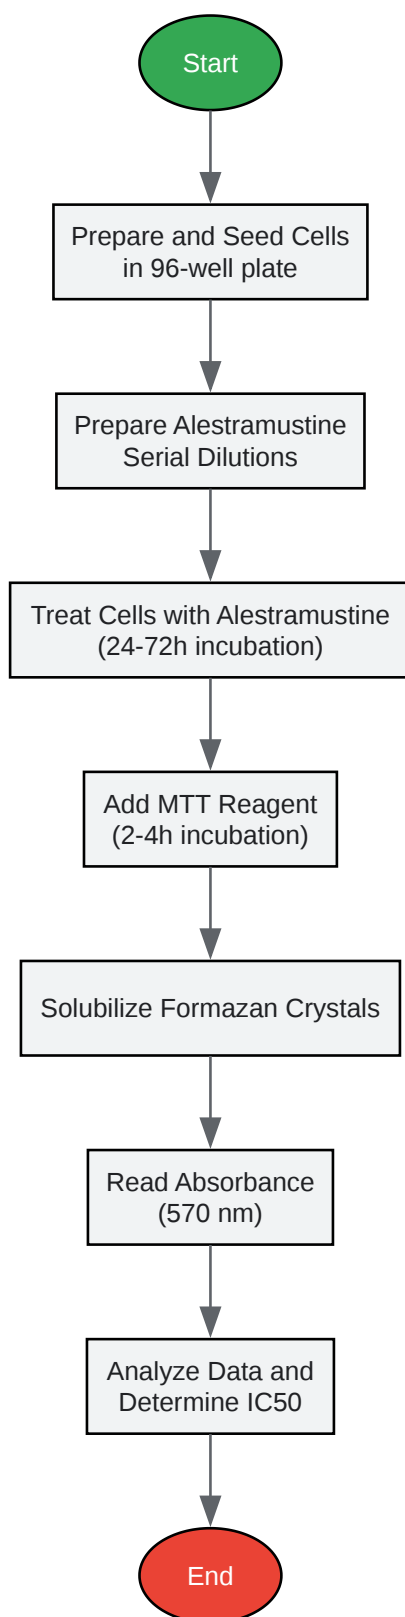 Start
Prepare and Seed Cells
in 96-well plate
Prepare Alestramustine
Serial Dilutions
Treat Cells with Alestramustine
(24-72h incubation)
Add MTT Reagent
(2-4h incubation)
Solubilize Formazan Crystals
Read Absorbance
(570 nm)
Analyze Data and
Determine IC50
End